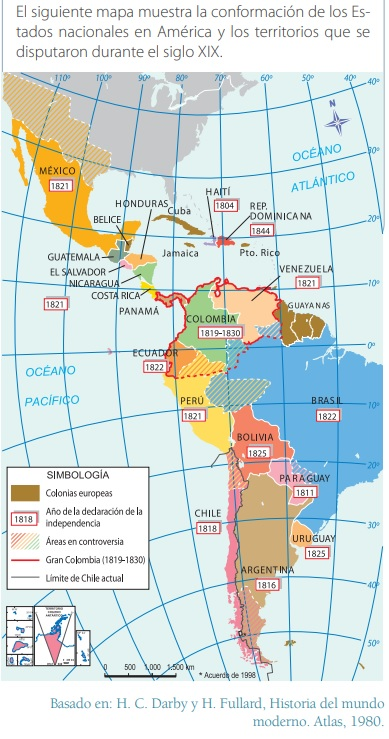 El siguiente mapa muestra la conformación de los Es-
tados nacionales en América y los territorios que se
disputaron durante el siglo XIX.
70°
60°
50°
40°
MÉXICO
1821
OCÉANO
ATLÁNTICO
30°
HAITÍ
1804
REP.
DOMINICANA
1844
HONDURAS
Cuba
20°
BELICE
GUATEMALA
Jamaica
Pto. Rico
EL SALVADOR
NICARAGUA
VENEZUELA
1821
10°
COSTA RICA
1821
PANAMÁ
GUAYANAS
COLOMBIA
1819-1830
0°
ECUADOR
1822
OCÉANO
PACÍFICO
PERÚ
1821
BRASIL
1822
10°
BOLIVIA
1825
SIMBOLOGÍA
Colonias europeas
1818
Año de la declaración de la
independencia
Áreas en controversia
Gran Colombia (1819-1830)
Límite de Chile actual
PARAGUAY
1811
20°
CHILE
1818
URUGUAY
1825
30°
ARGENTINA
1816
40°
TERRITORIO
CHILENO
ANTÁRTICO
0 500 1.000 1.500 km
* Acuerdo de 1998
110°
100°
90°
80°
70°
60°
50°
50°
Basado en: H. C. Darby y H. Fullard, Historia del mundo
moderno. Atlas, 1980.